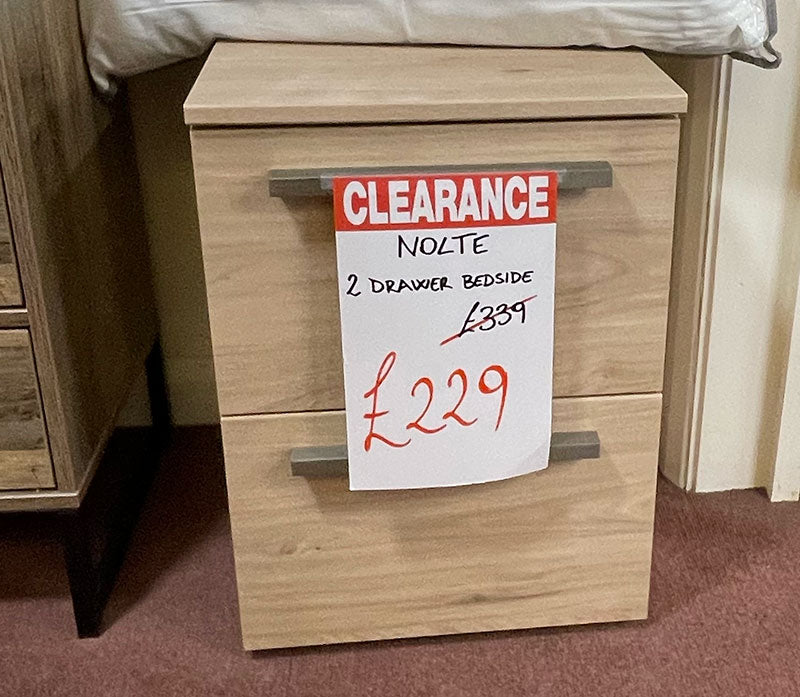 CLEARANCE
NOLTE
2 DRAWER BEDSIDE
£339
£229